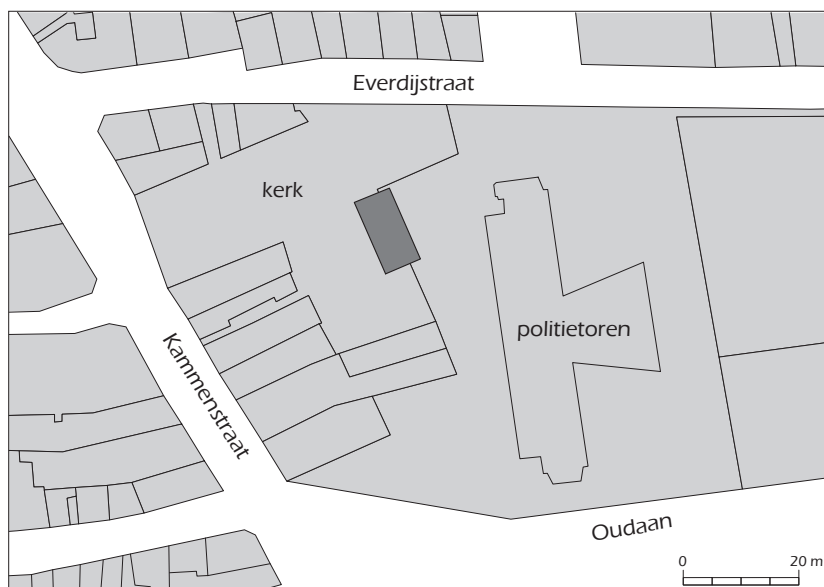 Everdijstraat
kerk
politietoren
Kammenstraat
Oudaan
0 20 m